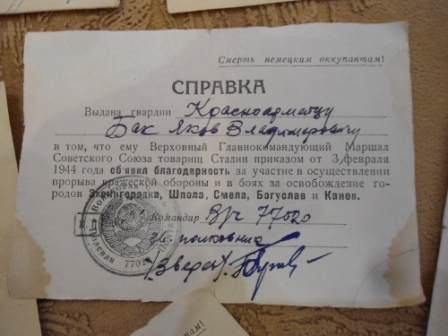 Смерть немецким оккупантам!
СПРАВКА
Выдана гвардии Красноармейцу
Бак Яков Владимировичу
в том, что ему Верховный Главнокомандующий Маршал
Советского Союза товарищ Сталин приказом от 3 февраля
1944 года объявил благодарность за участие в осуществлении
прорыва вражеской обороны и в боях за освобождение го-
родов Звенигородка, Шпола, Смела, Богуслав и Канев.
Командир в/ч 77020
полковник